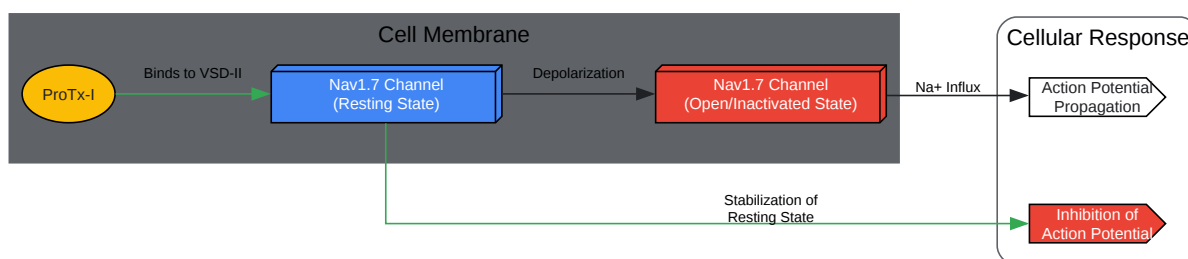 Cell Membrane
Cellular Response
ProTx-I
Binds to VSD-II
Nav1.7 Channel
(Resting State)
Depolarization
Nav1.7 Channel
(Open/Inactivated State)
Na+ Influx
Action Potential
Propagation
Stabilization of
Resting State
Inhibition of
Action Potential